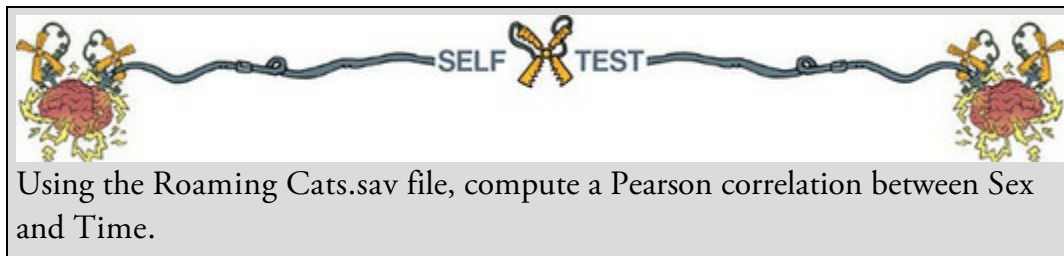 SELF TEST
Using the Roaming Cats.sav file, compute a Pearson correlation between Sex
and Time.